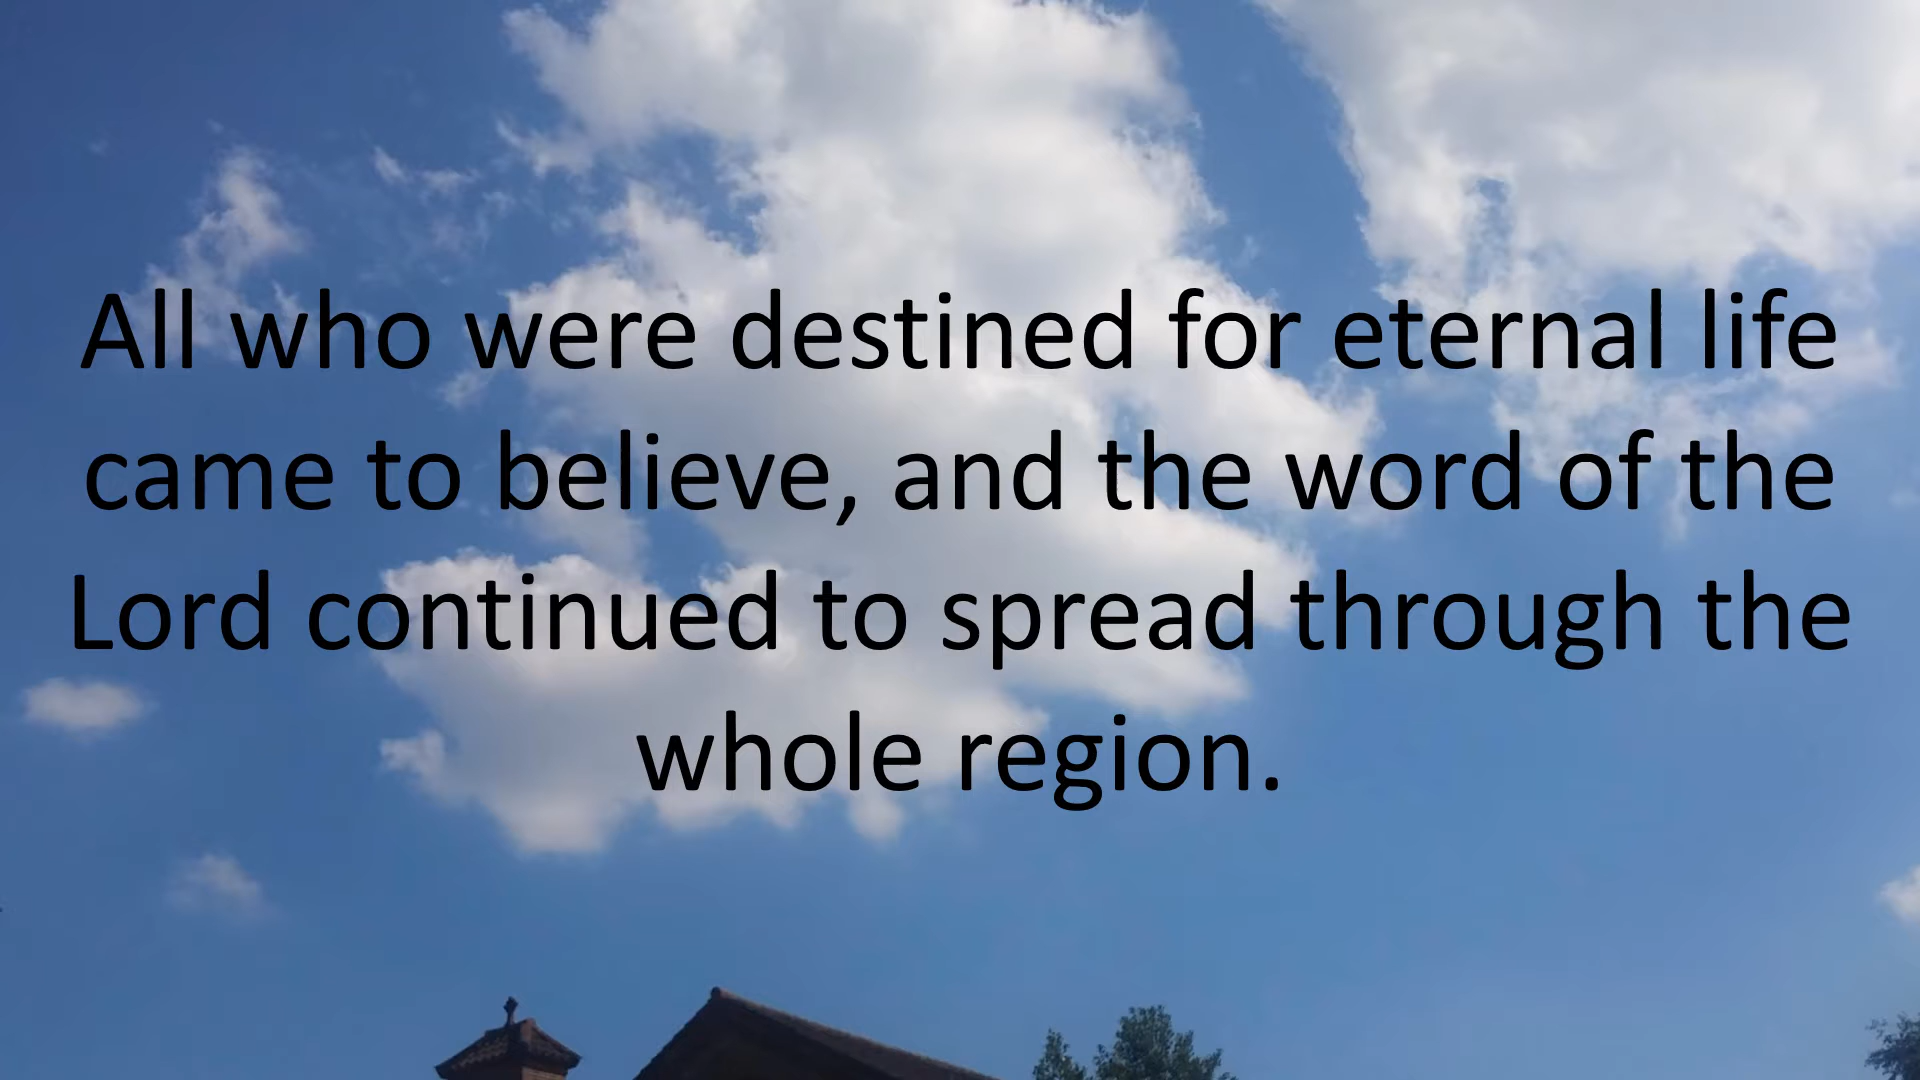 All who were destined for eternal life
came to believe, and the word of the
Lord continued to spread through the
whole region.